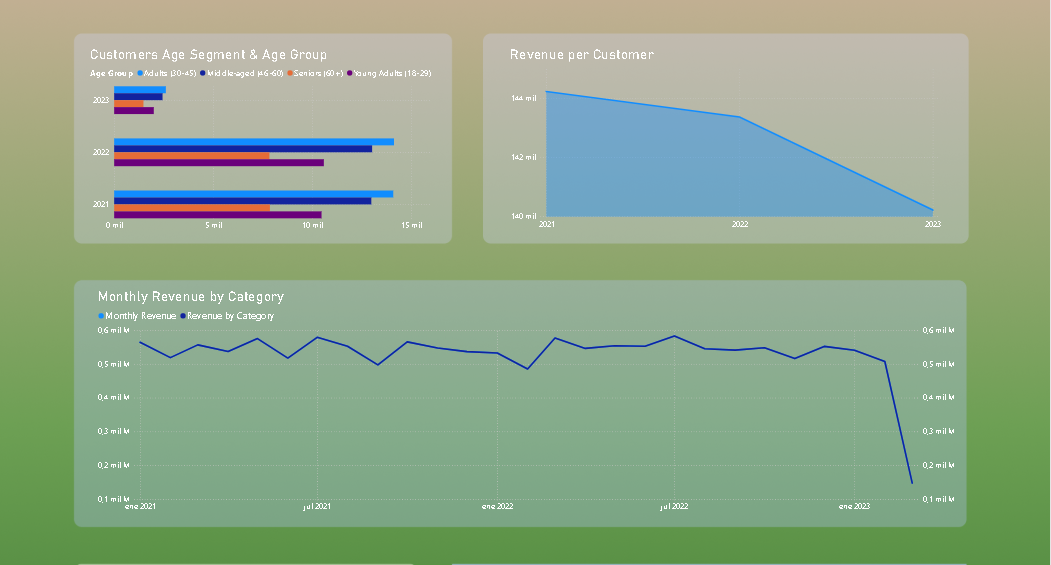 Customers Age Segment & Age Group
Age Group Adults (30-45) Middle-aged (46-60) Seniors (60+) Young Adults (18-29)
2023
2022
2021
0 mil 5 mil 10 mil 15 mil
Revenue per Customer
144 mil
142 mil
140 mil
2021 2022 2023
Monthly Revenue by Category
Monthly Revenue Revenue by Category
0,6 mil M 0,6 mil M
0,5 mil M 0,5 mil M
0,4 mil M 0,4 mil M
0,3 mil M 0,3 mil M
0,2 mil M 0,2 mil M
0,1 mil M 0,1 mil M
ene 2021 jul 2021 ene 2022 jul 2022 ene 2023